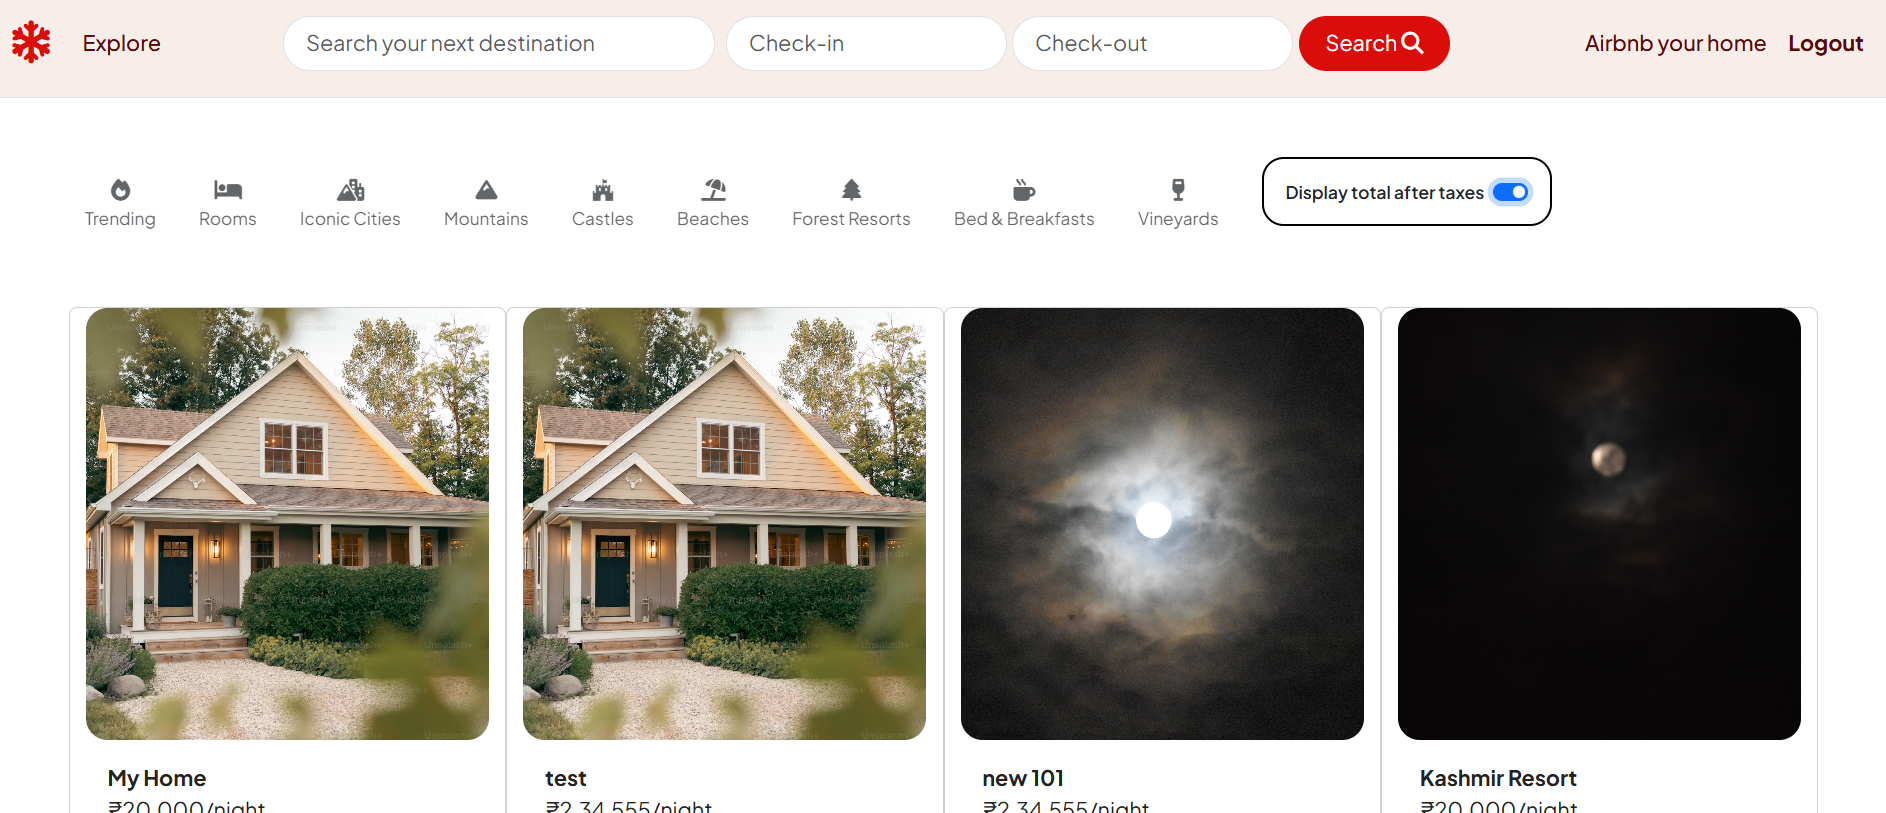 Explore
Search your next destination
Check-in
Check-out
Search
Airbnb your home
Logout
Trending
Rooms
Iconic Cities
Mountains
Castles
Beaches
Forest Resorts
Bed & Breakfasts
Vineyards
Display total after taxes
My Home
₹20,000/night
test
₹2,34,555/night
new 101
₹2,34,555/night
Kashmir Resort
₹20,000/night